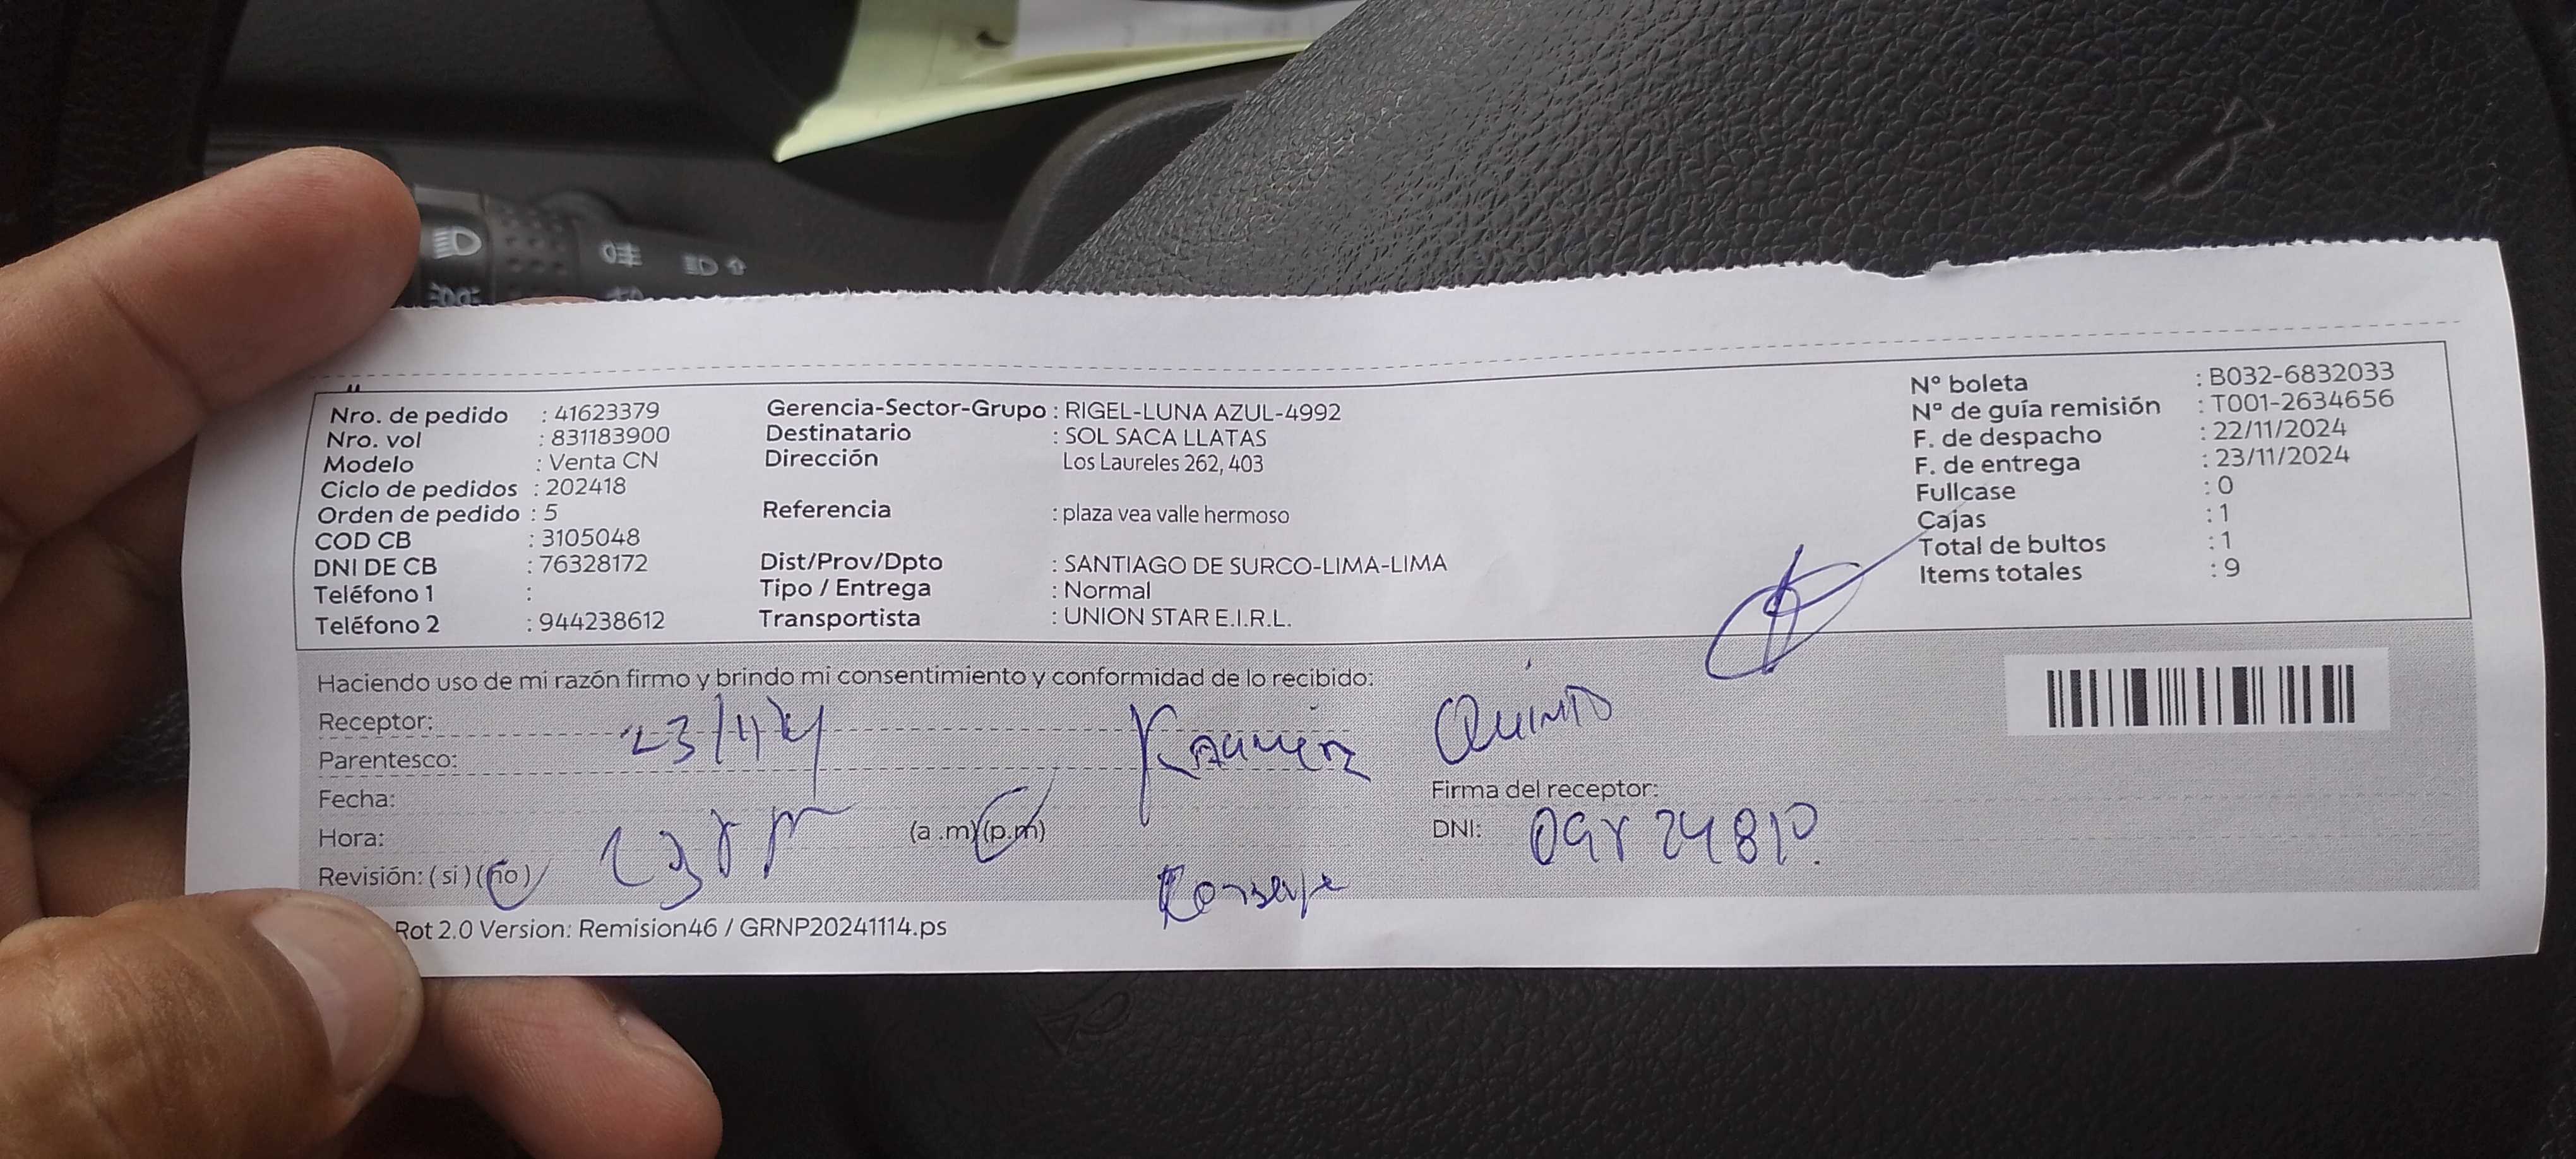 Nro. de pedido : 41623379
Nro. vol : 831183900
Modelo : Venta CN
Ciclo de pedidos : 202418
Orden de pedido : 5
COD CB : 3105048
DNI DE CB : 76328172
Teléfono 1 :
Teléfono 2 : 944238612
Gerencia-Sector-Grupo : RIGEL-LUNA AZUL-4992
Destinatario : SOL SACA LLATAS
Dirección Los Laureles 262, 403
Referencia : plaza vea valle hermoso
Dist/Prov/Dpto : SANTIAGO DE SURCO-LIMA-LIMA
Tipo / Entrega : Normal
Transportista : UNION STAR E.I.R.L.
N° boleta : B032-6832033
N° de guía remisión : T001-2634656
F. de despacho : 22/11/2024
F. de entrega : 23/11/2024
Fullcase : 0
Cajas : 1
Total de bultos : 1
Items totales : 9
Haciendo uso de mi razón firmo y brindo mi consentimiento y conformidad de lo recibido:
Receptor: Quinto
Parentesco:
Fecha:
Firma del receptor:
Hora: (a .m) (p.m)
DNI:
Revisión: ( si ) ( no )
Rot 2.0 Version: Remision46 / GRNP20241114.ps